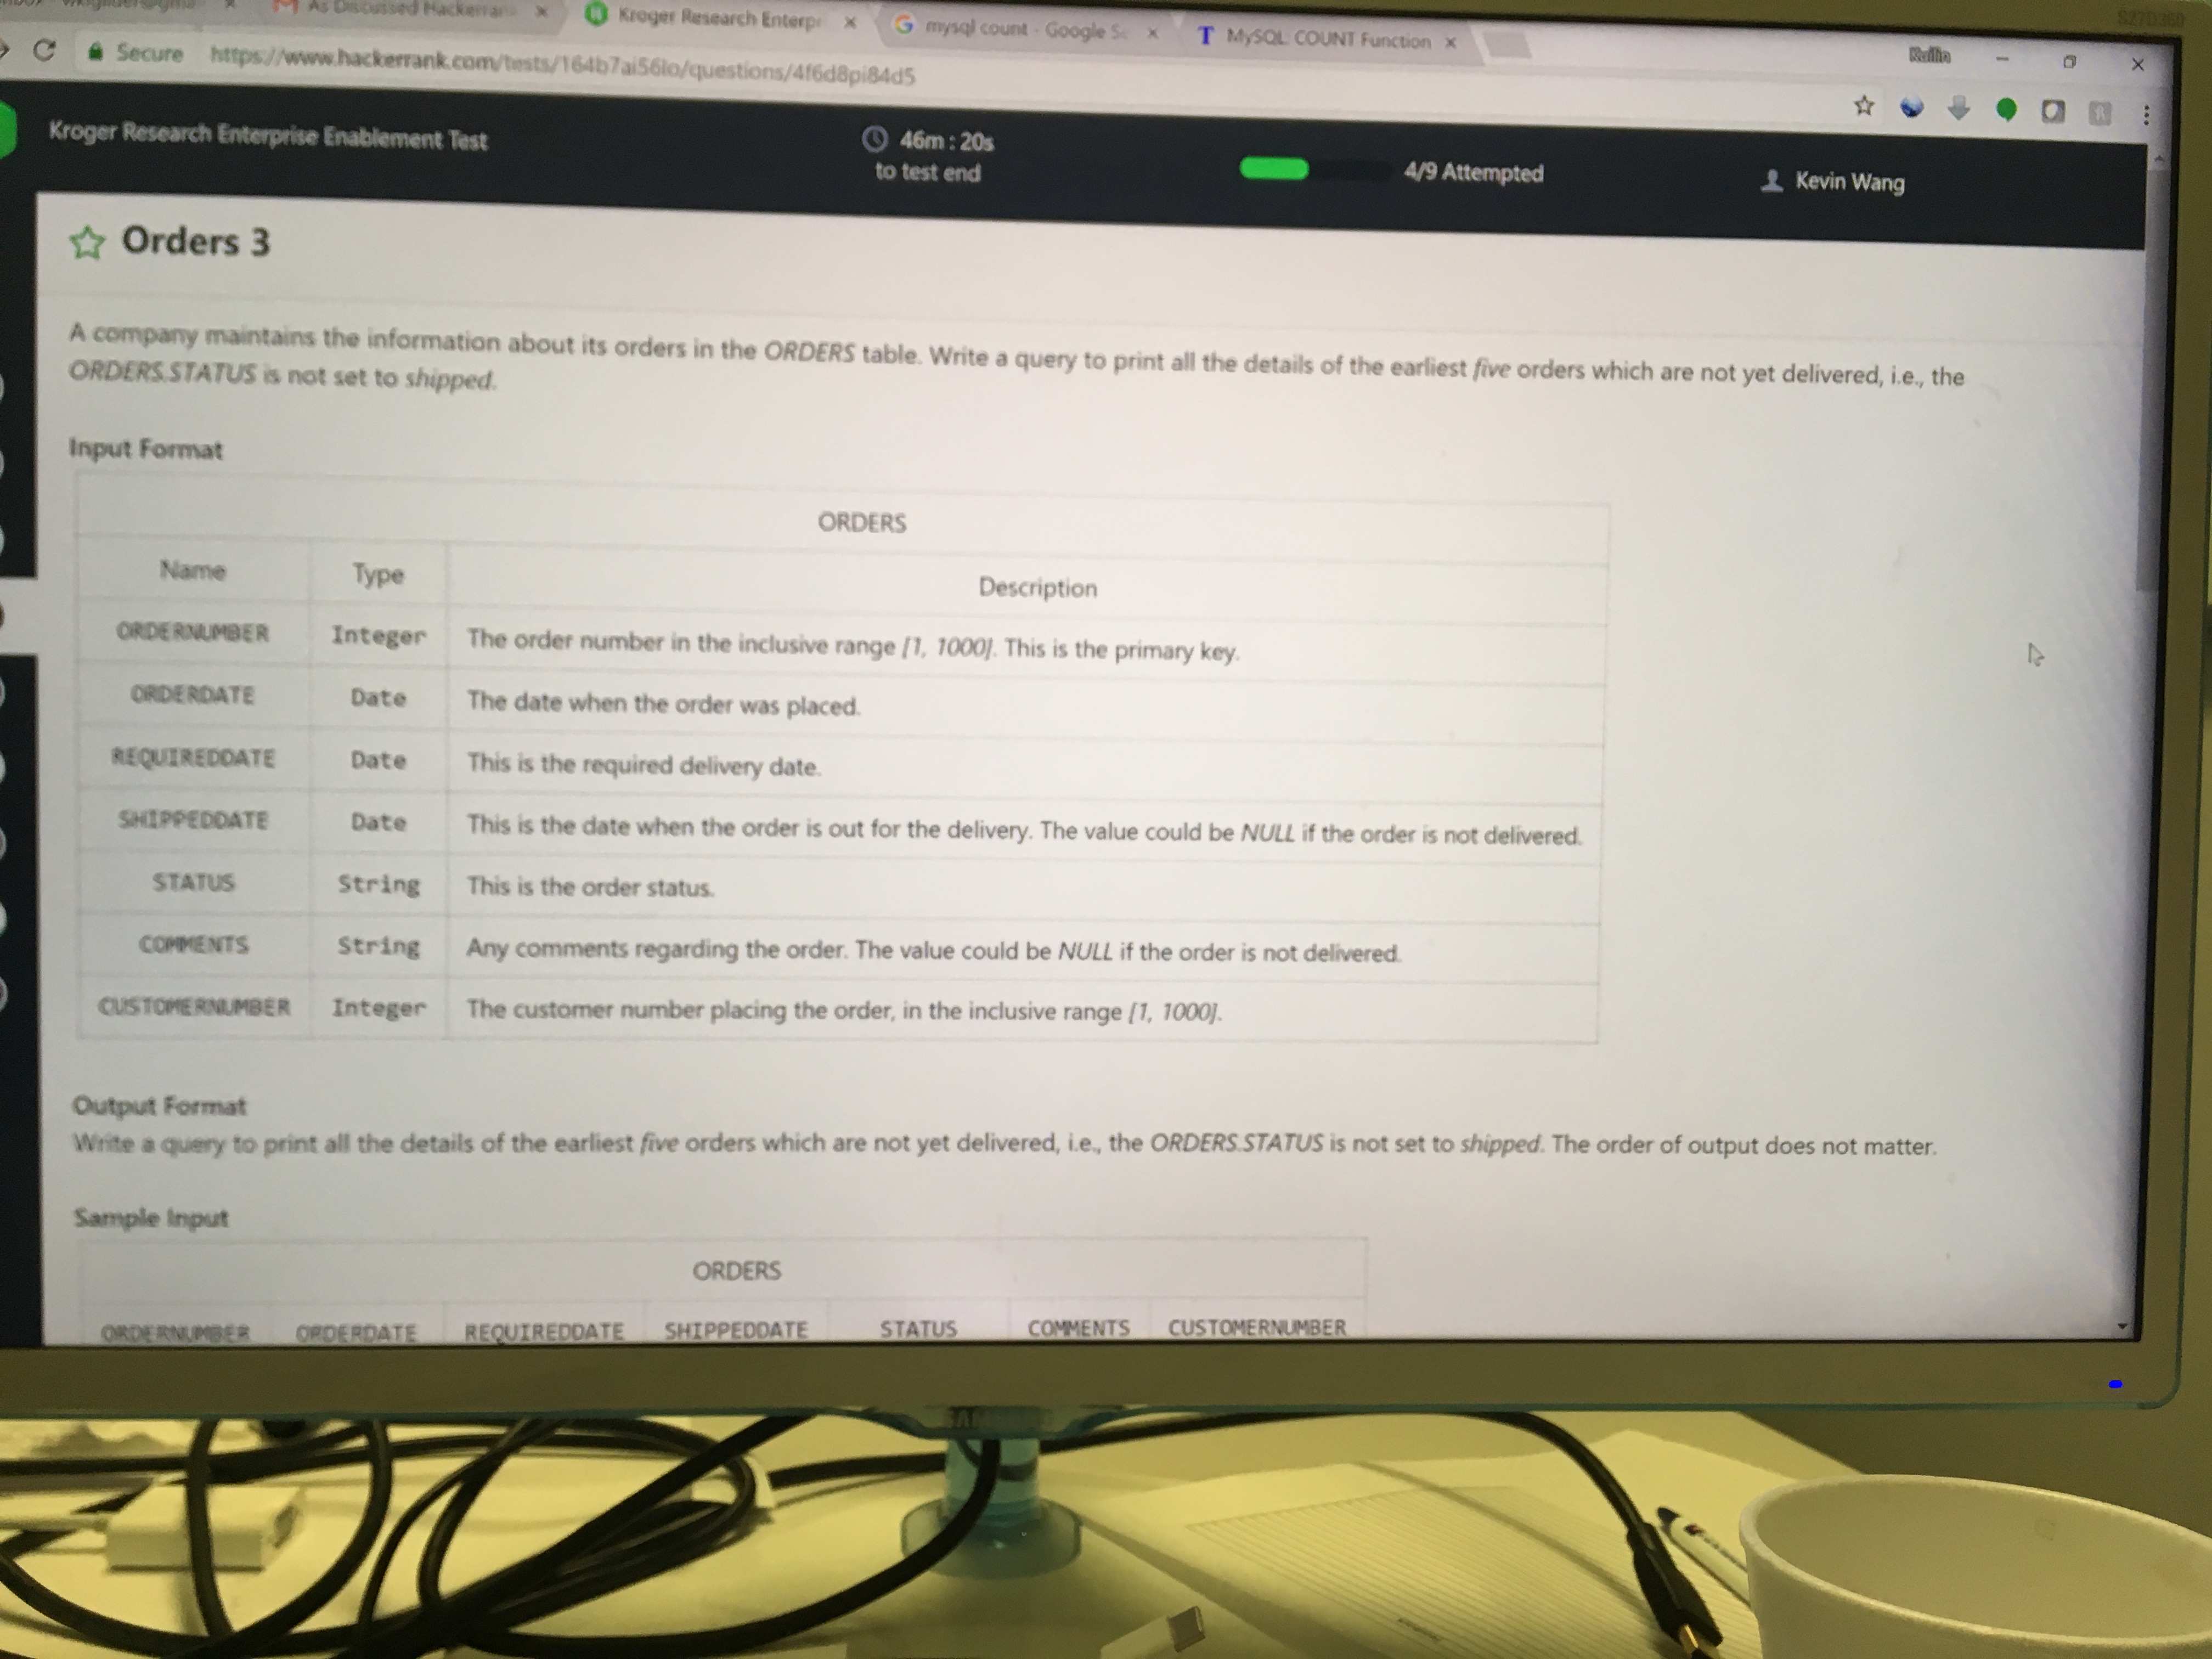 As Discussed Hackerran
Kroger Research Enterpr
mysql count - Google Se
T MySQL: COUNT Function
S27D360
Secure https://www.hackerrank.com/tests/164b7ai56lo/questions/4f6d8pi84d5
Kroger Research Enterprise Enablement Test
46m : 20s
to test end
4/9 Attempted
Kevin Wang
Orders 3
A company maintains the information about its orders in the ORDERS table. Write a query to print all the details of the earliest five orders which are not yet delivered, i.e., the
ORDERS.STATUS is not set to shipped.
Input Format
ORDERS
Name Type Description
ORDERNUMBER Integer The order number in the inclusive range [1, 1000]. This is the primary key.
ORDERDATE Date The date when the order was placed.
REQUIREDDATE Date This is the required delivery date.
SHIPPEDDATE Date This is the date when the order is out for the delivery. The value could be NULL if the order is not delivered.
STATUS String This is the order status.
COMMENTS String Any comments regarding the order. The value could be NULL if the order is not delivered.
CUSTOMERNUMBER Integer The customer number placing the order, in the inclusive range [1, 1000].
Output Format
Write a query to print all the details of the earliest five orders which are not yet delivered, i.e., the ORDERS.STATUS is not set to shipped. The order of output does not matter.
Sample Input
ORDERS
ORDERNUMBER ORDERDATE REQUIREDDATE SHIPPEDDATE STATUS COMMENTS CUSTOMERNUMBER